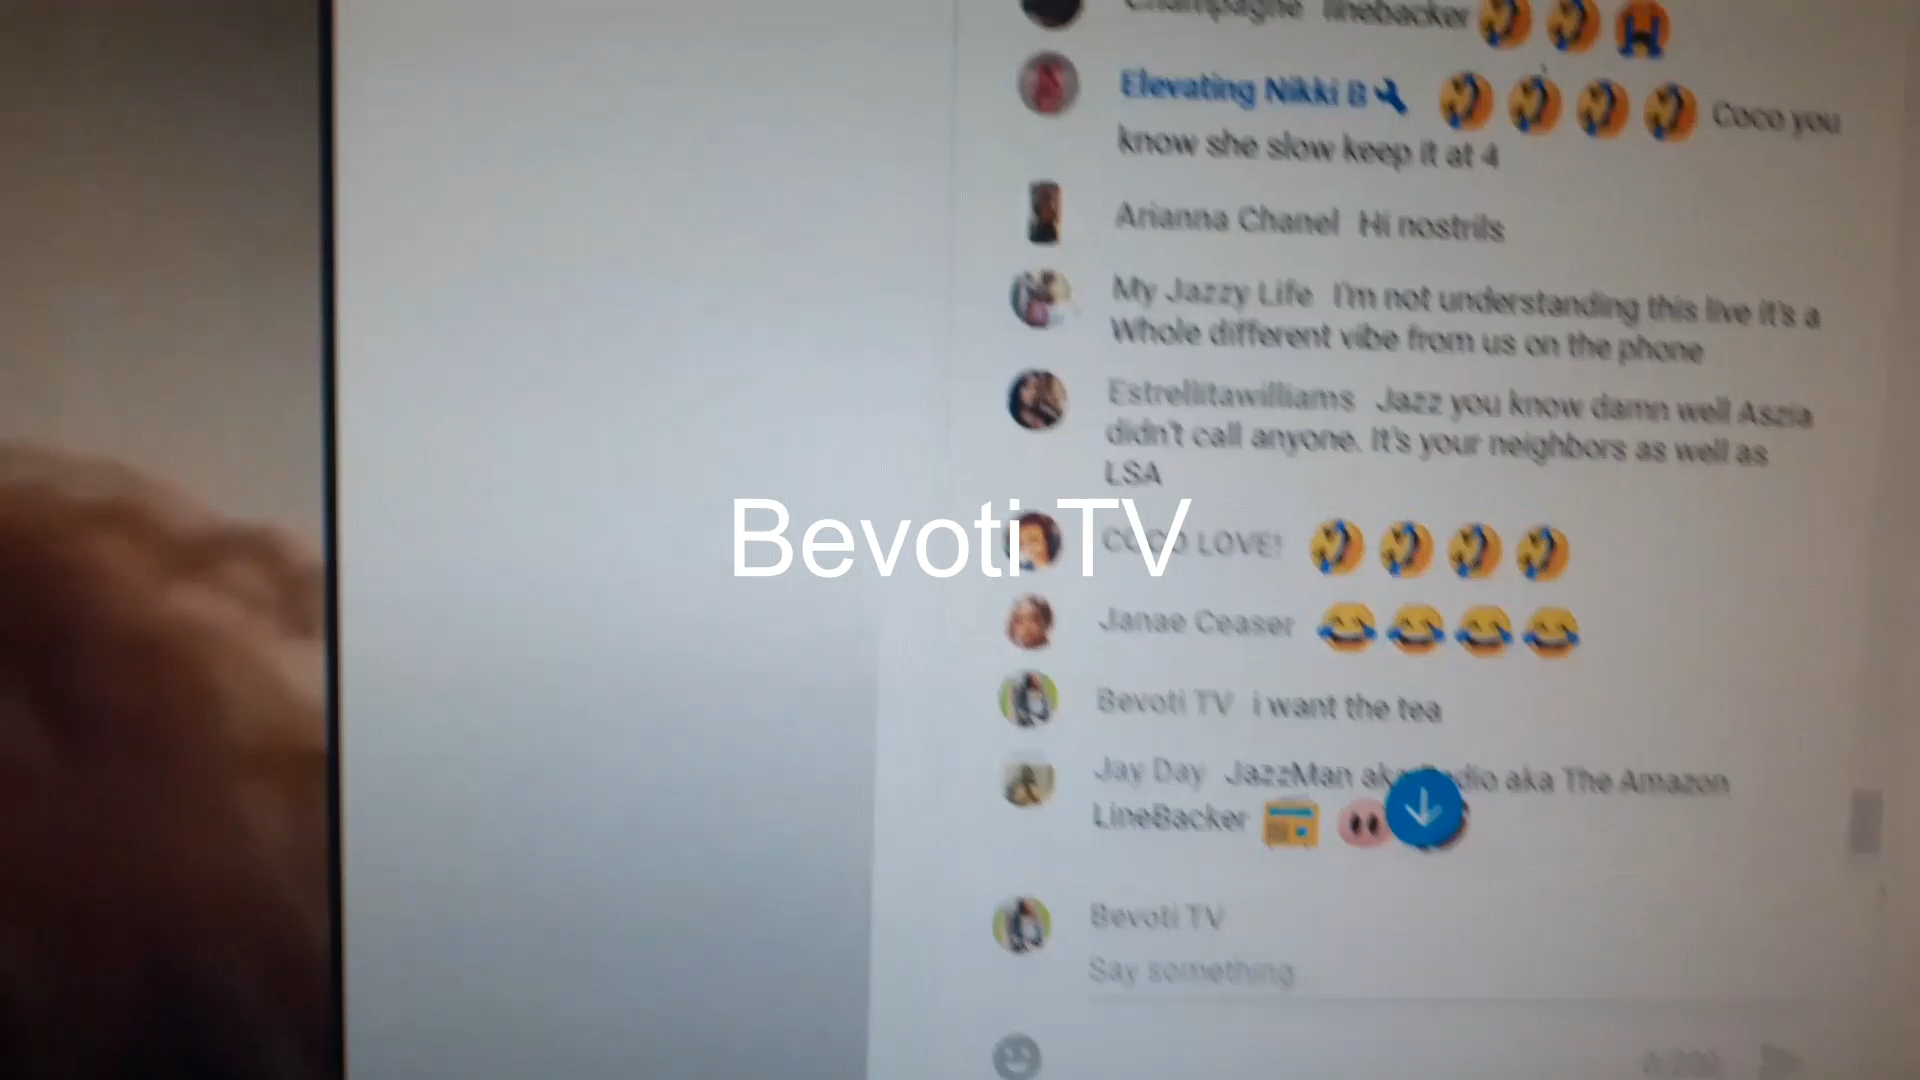 Champagne linebacker 🤣 🤣 😭
Elevating Nikki B 🤣 🤣 🤣 🤣 Coco you
know she slow keep it at 4
Arianna Chanel Hi nostrils
My Jazzy Life I'm not understanding this live it's a
Whole different vibe from us on the phone
Estrellitawilliams Jazz you know damn well Aszia
didn't call anyone. It's your neighbors as well as
LSA
Bevoti TV
COCO LOVE! 🤣 🤣 🤣 🤣
Janae Ceaser 😂 😂 😂 😂
Bevoti TV i want the tea
Jay Day JazzMan aka Radio aka The Amazon
LineBacker 📻 🐽
Bevoti TV
Say something
0/200